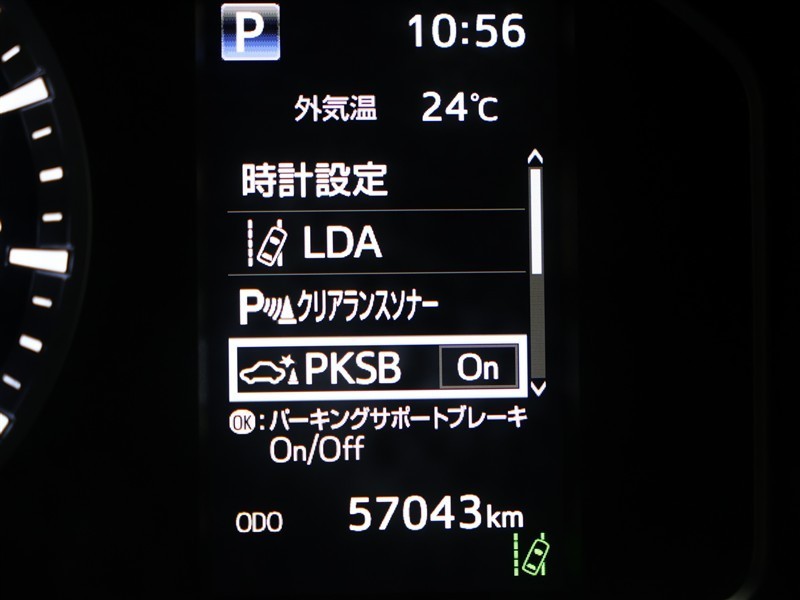 P 10:56
外気温 24℃
時計設定
LDA
Pクリアランスソナー
PKSB On
OK:パーキングサポートブレーキ
On/Off
ODO 57043km